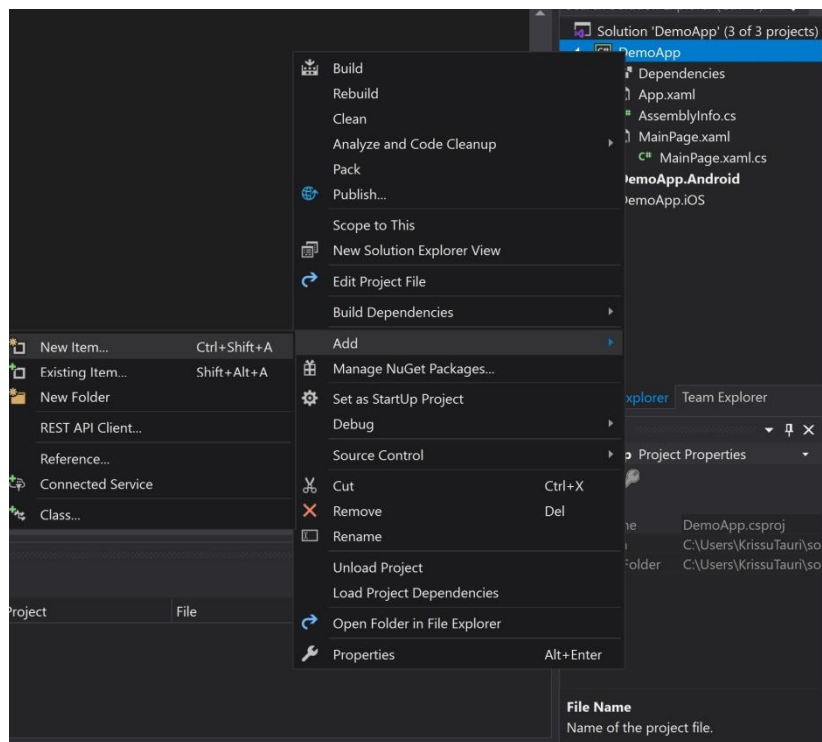 Solution 'DemoApp' (3 of 3 projects)
C# DemoApp
Dependencies
App.xaml
AssemblyInfo.cs
MainPage.xaml
C# MainPage.xaml.cs
DemoApp.Android
DemoApp.iOS
Build
Rebuild
Clean
Analyze and Code Cleanup
Pack
Publish...
Scope to This
New Solution Explorer View
Edit Project File
Build Dependencies
Add
Manage NuGet Packages...
Set as StartUp Project
Debug
Source Control
Cut Ctrl+X
Remove Del
Rename
Unload Project
Load Project Dependencies
Open Folder in File Explorer
Properties Alt+Enter
New Item... Ctrl+Shift+A
Existing Item... Shift+Alt+A
New Folder
REST API Client...
Reference...
Connected Service
Class...
Project File
xplorer Team Explorer
p Project Properties
ne DemoApp.csproj
C:\Users\KrissuTauri\so
Folder C:\Users\KrissuTauri\so
File Name
Name of the project file.